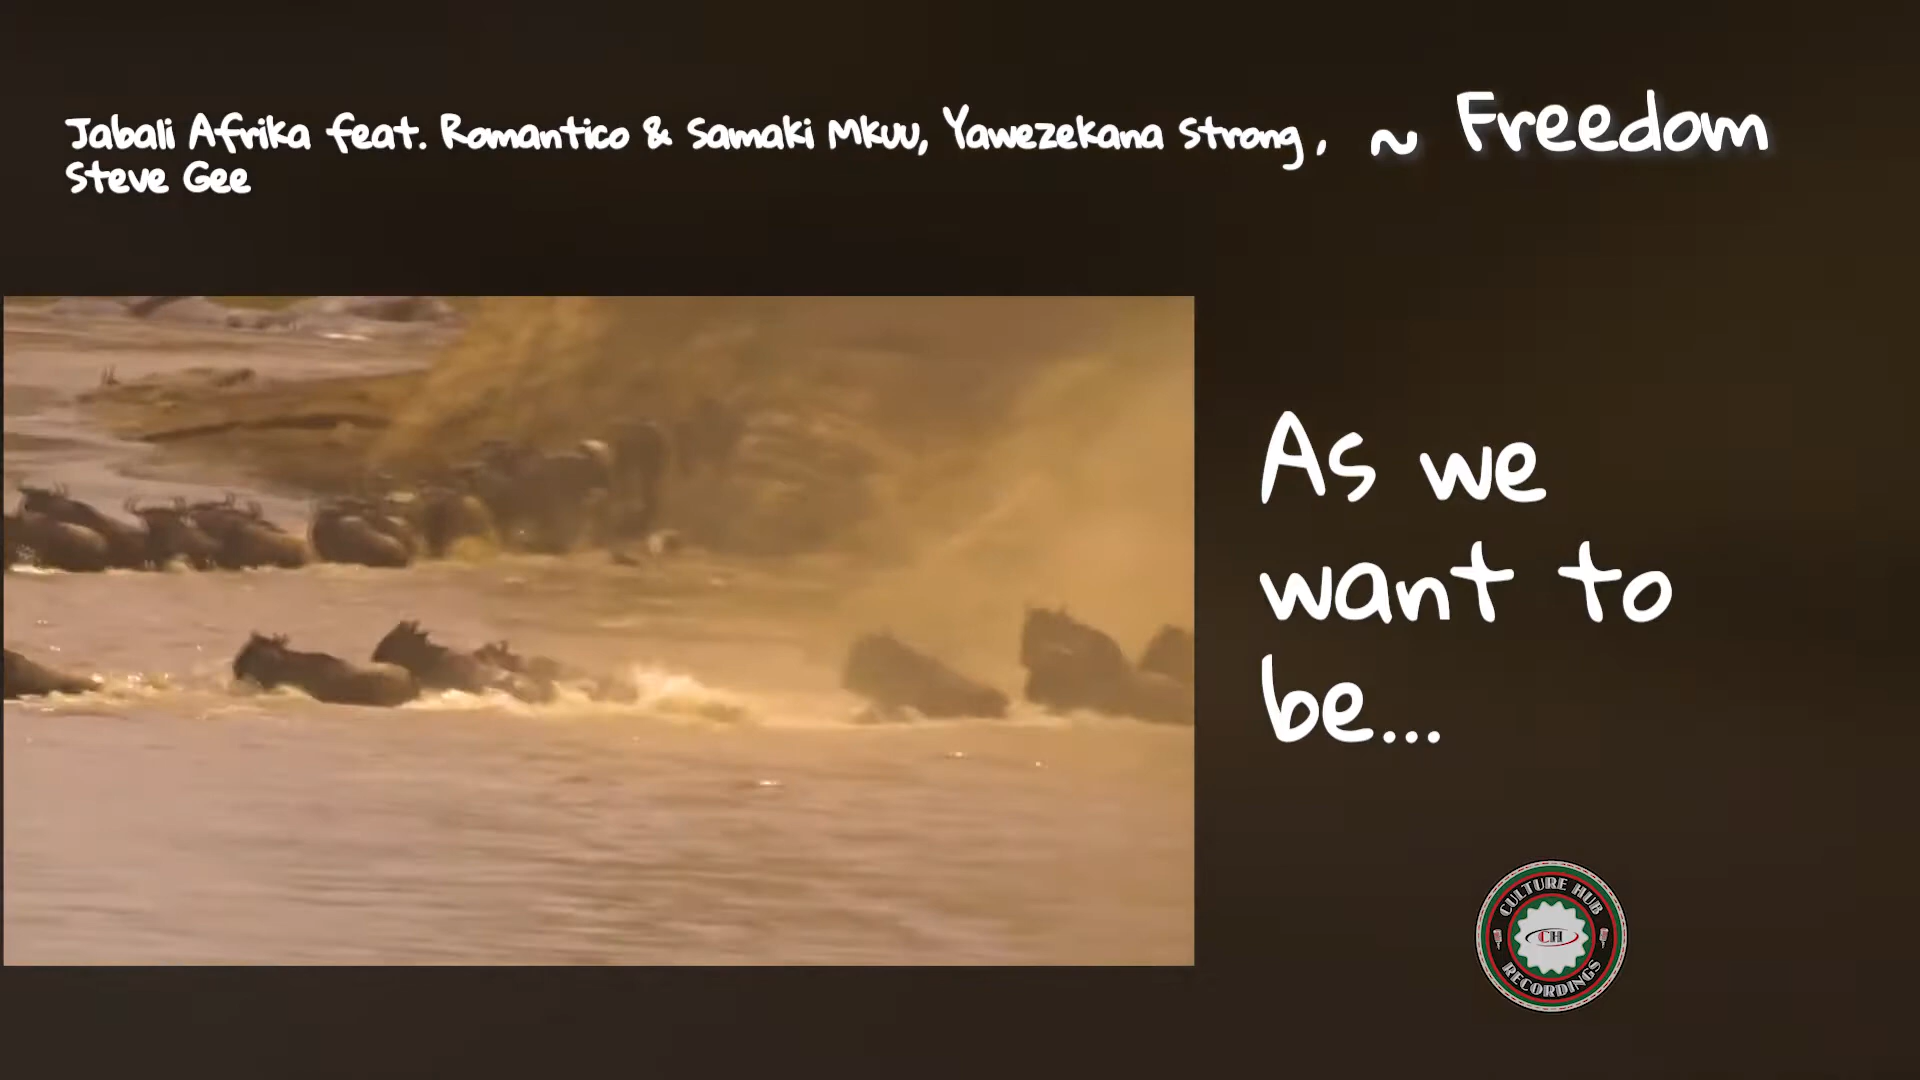 Jabali Afrika feat. Romantico & Samaki Mkuu, Yawezekana Strong, ~ Freedom
Steve Gee
As we
want to
be...
CULTURE HUB
CH
RECORDINGS